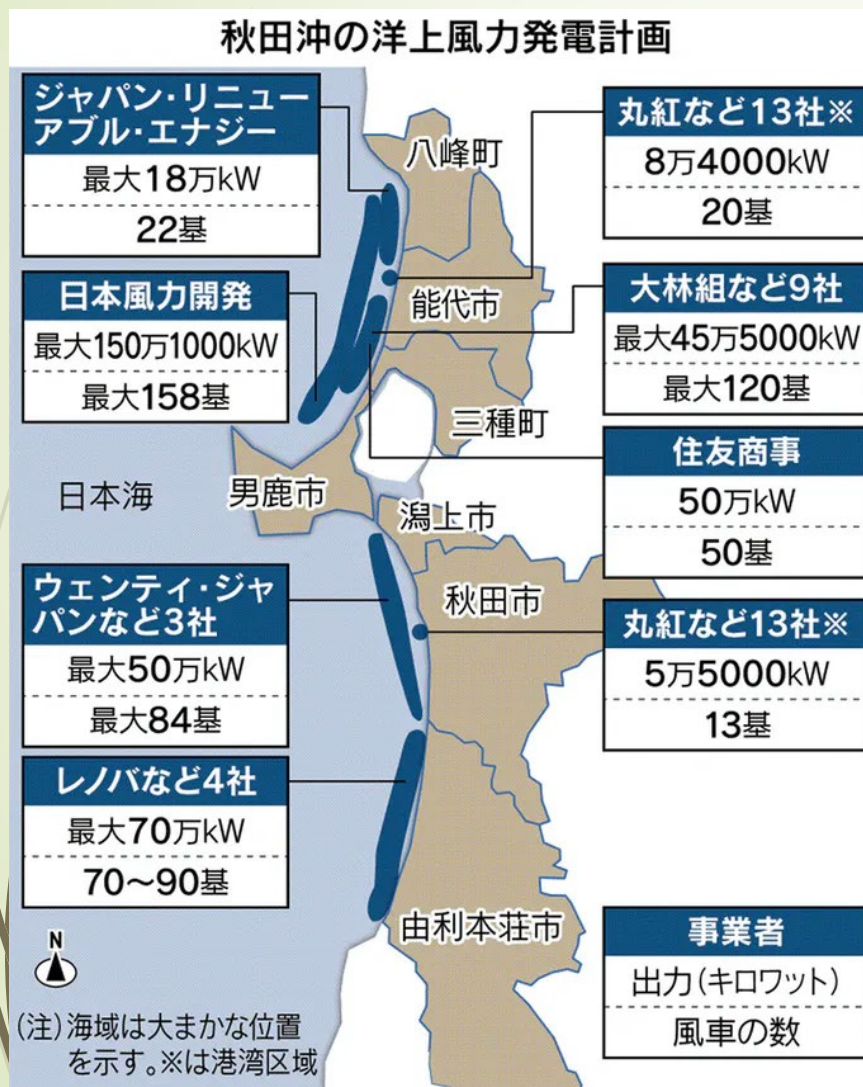 秋田沖の洋上風力発電計画
ジャパン・リニュー
アブル・エナジー
最大18万kW
22基
日本風力開発
最大150万1000kW
最大158基
丸紅など13社※
8万4000kW
20基
大林組など9社
最大45万5000kW
最大120基
住友商事
50万kW
50基
八峰町
能代市
三種町
日本海
男鹿市
潟上市
秋田市
由利本荘市
ウェンティ・ジャ
パンなど3社
最大50万kW
最大84基
丸紅など13社※
5万5000kW
13基
レノバなど4社
最大70万kW
70～90基
事業者
出力(キロワット)
風車の数
N
(注)海域は大まかな位置
を示す。※は港湾区域